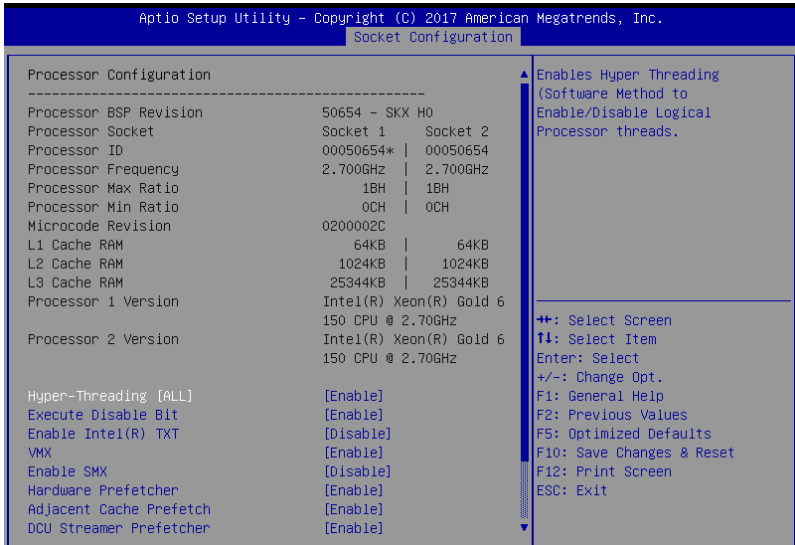 Aptio Setup Utility – Copyright (C) 2017 American Megatrends, Inc.
Socket Configuration
Processor Configuration
--------------------------------------------------
Processor BSP Revision 50654 – SKX H0
Processor Socket Socket 1 Socket 2
Processor ID 00050654* | 00050654
Processor Frequency 2.700GHz | 2.700GHz
Processor Max Ratio 1BH | 1BH
Processor Min Ratio 0CH | 0CH
Microcode Revision 0200002C
L1 Cache RAM 64KB | 64KB
L2 Cache RAM 1024KB | 1024KB
L3 Cache RAM 25344KB | 25344KB
Processor 1 Version Intel(R) Xeon(R) Gold 6
150 CPU @ 2.70GHz
Processor 2 Version Intel(R) Xeon(R) Gold 6
150 CPU @ 2.70GHz
Hyper-Threading [ALL] [Enable]
Execute Disable Bit [Enable]
Enable Intel(R) TXT [Disable]
VMX [Enable]
Enable SMX [Disable]
Hardware Prefetcher [Enable]
Adjacent Cache Prefetch [Enable]
DCU Streamer Prefetcher [Enable]
Enables Hyper Threading
(Software Method to
Enable/Disable Logical
Processor threads.
→←: Select Screen
↑↓: Select Item
Enter: Select
+/-: Change Opt.
F1: General Help
F2: Previous Values
F5: Optimized Defaults
F10: Save Changes & Reset
F12: Print Screen
ESC: Exit